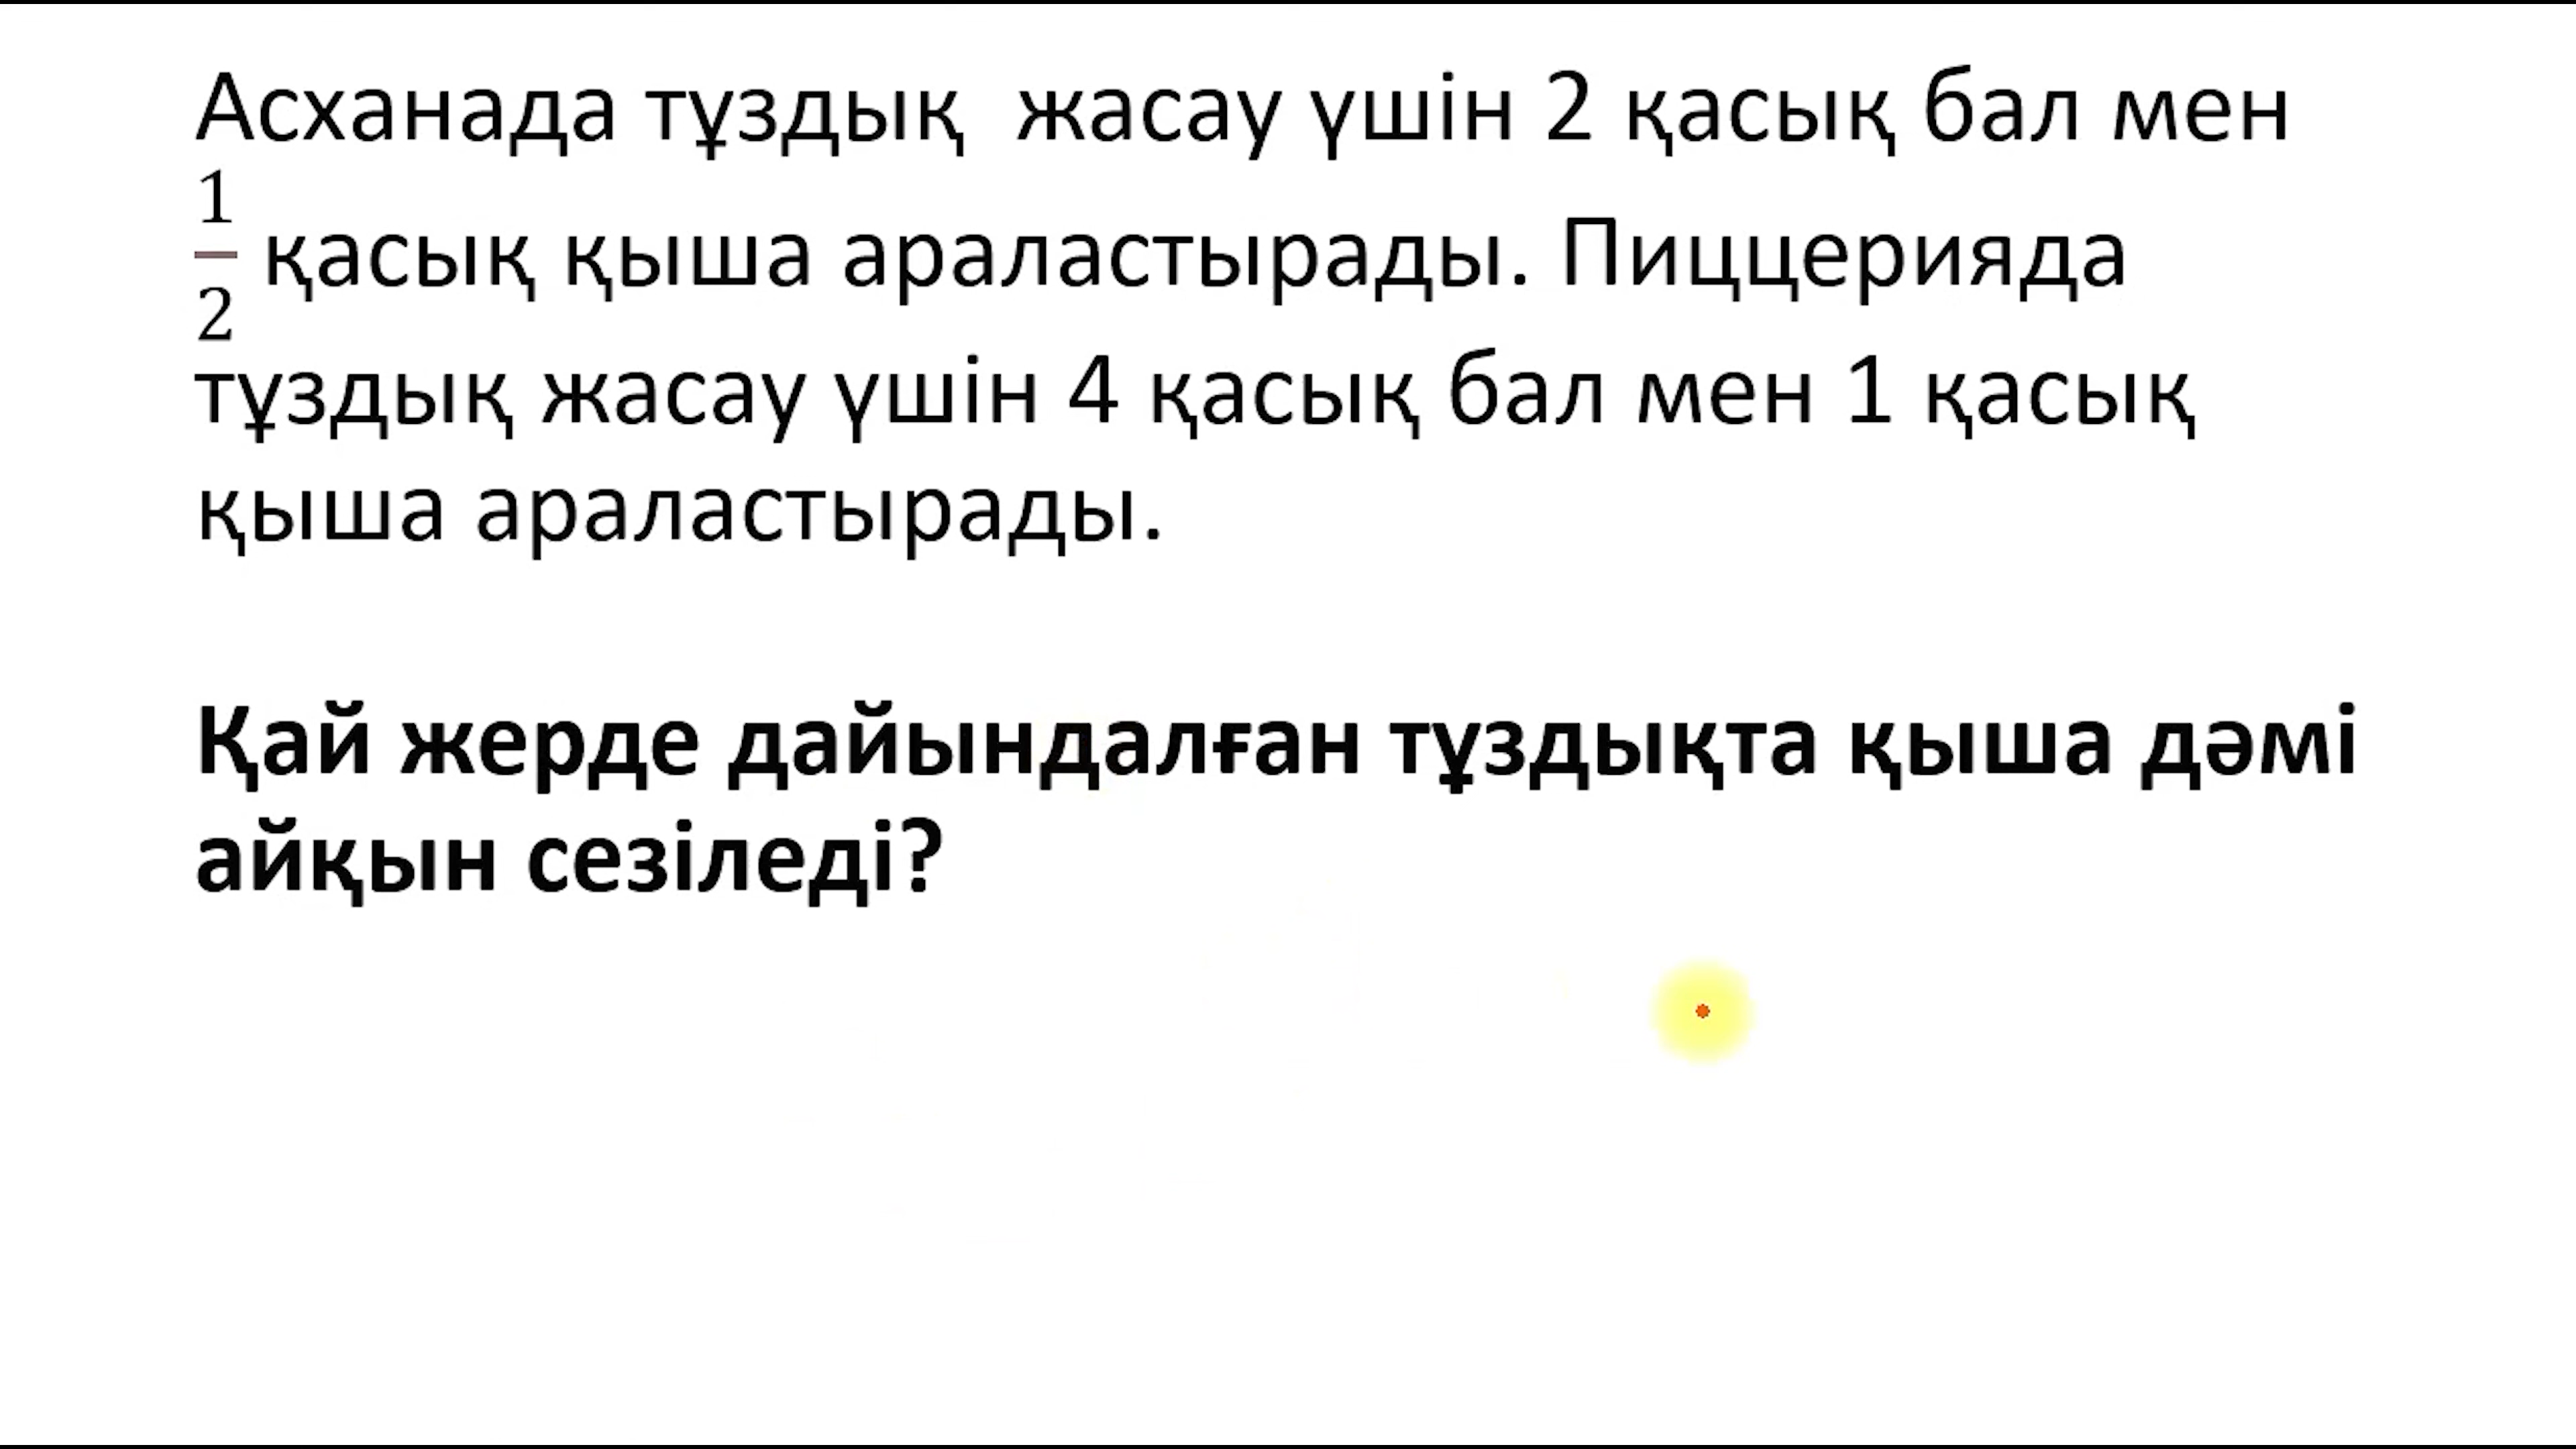 Асханада тұздық  жасау үшін 2 қасық бал мен
1/2 қасық қыша араластырады. Пиццерияда
тұздық жасау үшін 4 қасық бал мен 1 қасық
қыша араластырады.
Қай жерде дайындалған тұздықта қыша дәмі
айқын сезіледі?